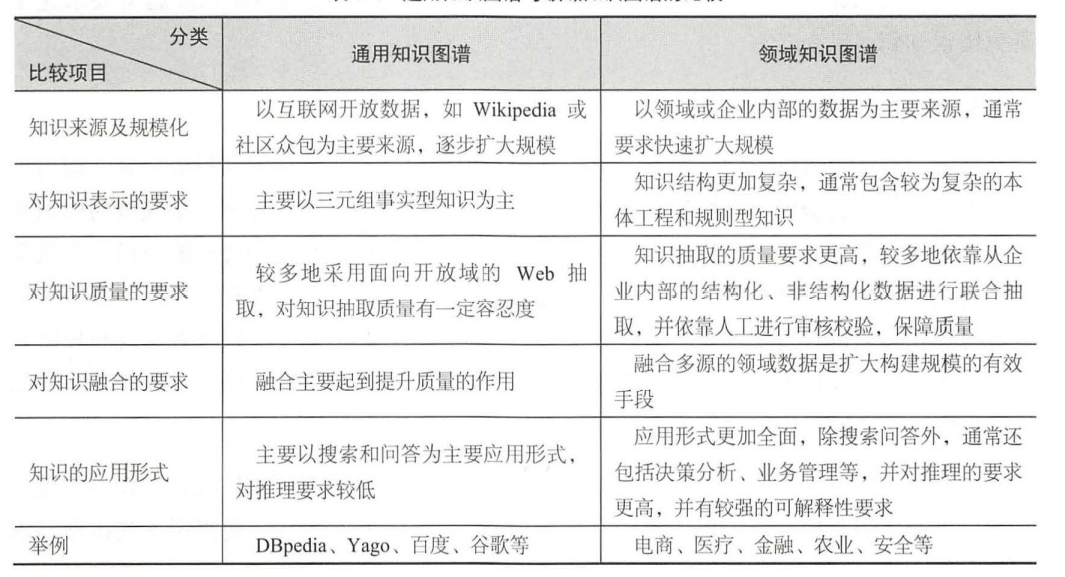 分类
比较项目
通用知识图谱
领域知识图谱
知识来源及规模化
以互联网开放数据，如 Wikipedia 或
社区众包为主要来源，逐步扩大规模
以领域或企业内部的数据为主要来源，通常
要求快速扩大规模
对知识表示的要求
主要以三元组事实型知识为主
知识结构更加复杂，通常包含较为复杂的本
体工程和规则型知识
对知识质量的要求
较多地采用面向开放域的 Web 抽
取，对知识抽取质量有一定容忍度
知识抽取的质量要求更高，较多地依靠从企
业内部的结构化、非结构化数据进行联合抽
取，并依靠人工进行审核校验，保障质量
对知识融合的要求
融合主要起到提升质量的作用
融合多源的领域数据是扩大构建规模的有效
手段
知识的应用形式
主要以搜索和问答为主要应用形式，
对推理要求较低
应用形式更加全面，除搜索问答外，通常还
包括决策分析、业务管理等，并对推理的要求
更高，并有较强的可解释性要求
举例
DBpedia、Yago、百度、谷歌等
电商、医疗、金融、农业、安全等